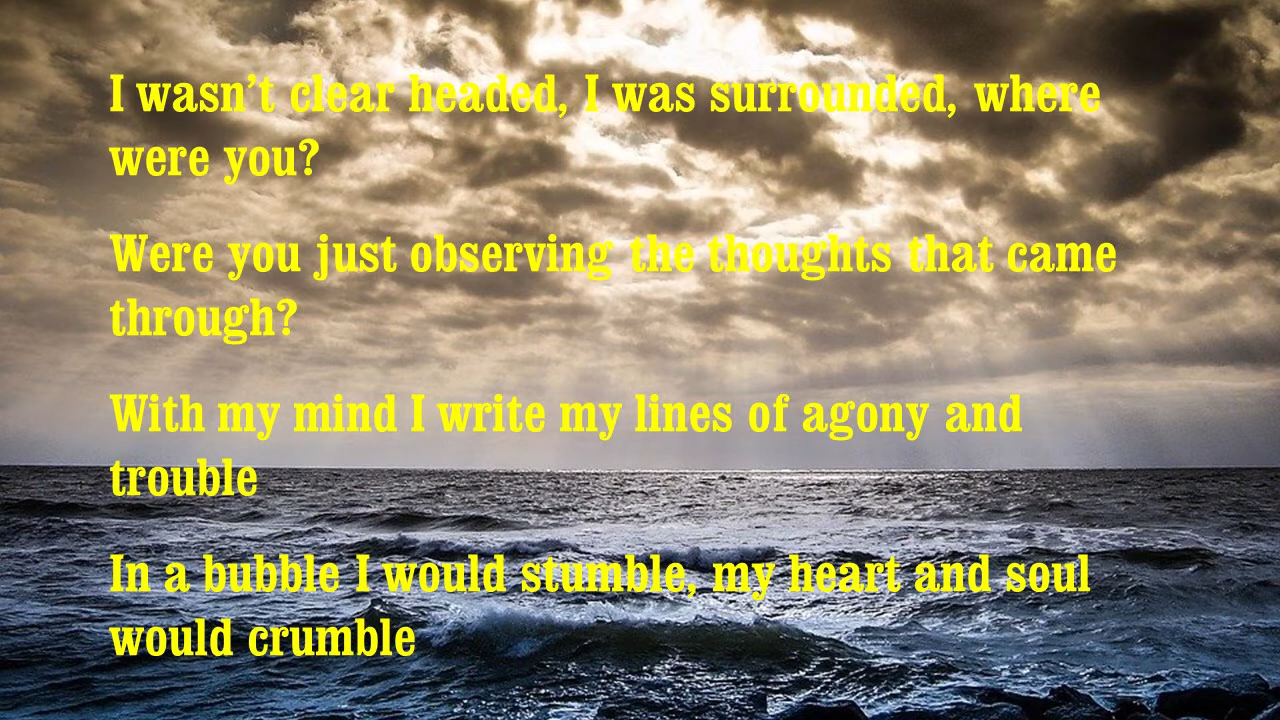 I wasn’t clear headed, I was surrounded, where
were you?
Were you just observing the thoughts that came
through?
With my mind I write my lines of agony and
trouble
In a bubble I would stumble, my heart and soul
would crumble